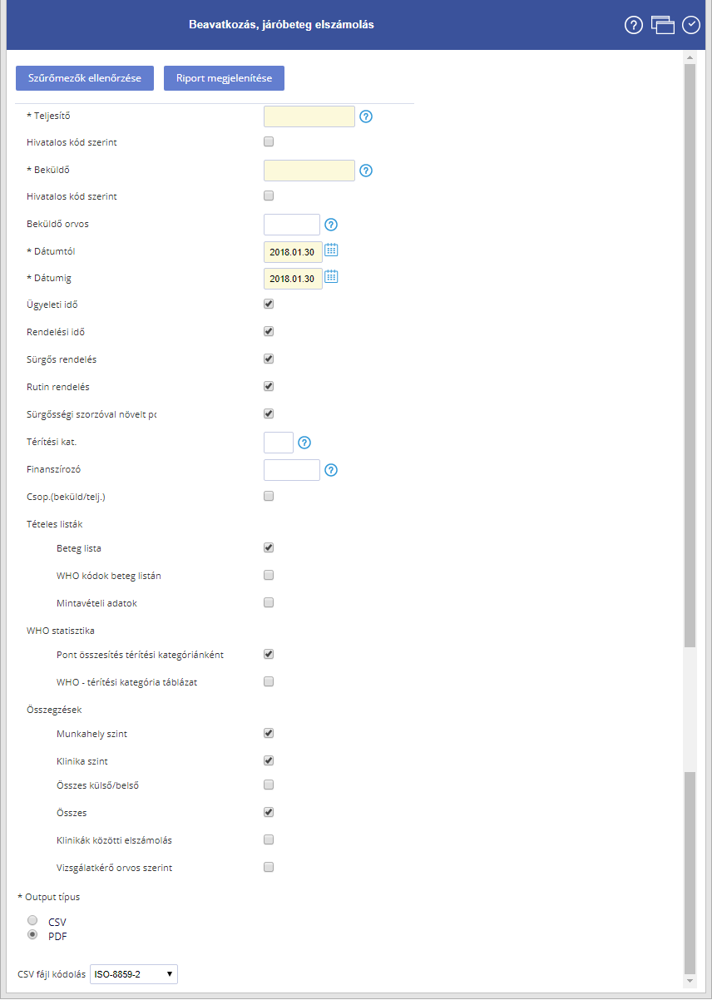 Beavatkozás, járóbeteg elszámolás
Szűrőmezők ellenőrzése Riport megjelenítése
* Teljesítő
Hivatalos kód szerint
* Beküldő
Hivatalos kód szerint
Beküldő orvos
* Dátumtól 2018.01.30
* Dátumig 2018.01.30
Ügyeleti idő
Rendelési idő
Sürgős rendelés
Rutin rendelés
Sürgősségi szorzóval növelt po
Térítési kat.
Finanszírozó
Csop.(beküld/telj.)
Tételes listák
Beteg lista
WHO kódok beteg listán
Mintavételi adatok
WHO statisztika
Pont összesítés térítési kategóriánként
WHO - térítési kategória táblázat
Összegzések
Munkahely szint
Klinika szint
Összes külső/belső
Összes
Klinikák közötti elszámolás
Vizsgálatkérő orvos szerint
* Output típus
CSV
PDF
CSV fájl kódolás ISO-8859-2